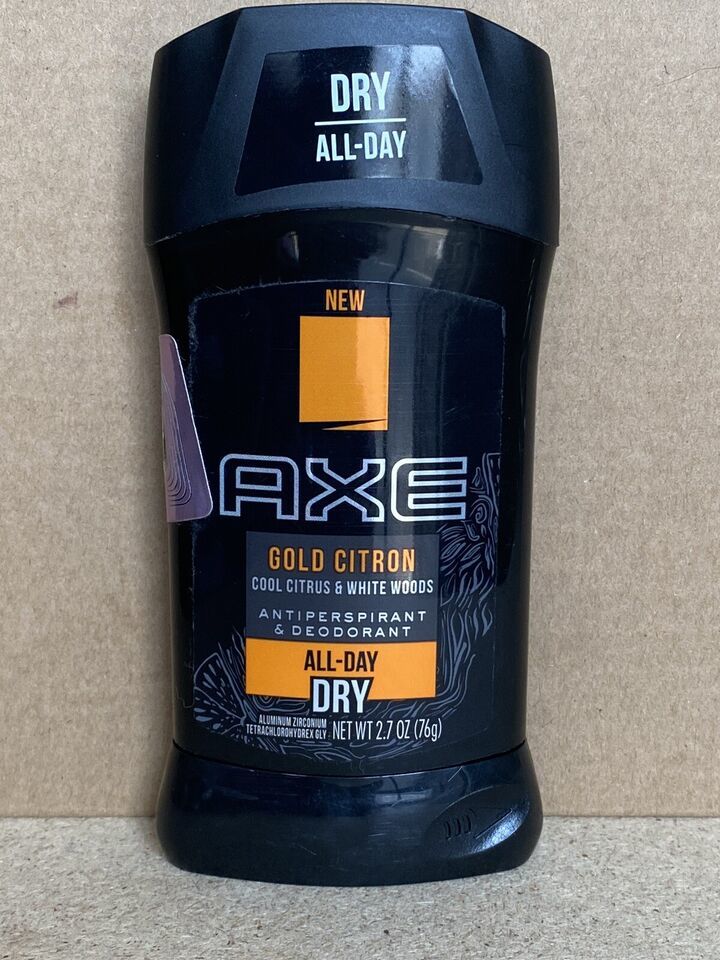 DRY
ALL-DAY
NEW
AXE
GOLD CITRON
COOL CITRUS & WHITE WOODS
ANTIPERSPIRANT
& DEODORANT
ALL-DAY
DRY
ALUMINUM ZIRCONIUM
TETRACHLOROHYDREX GLY
NET WT 2.7 OZ (76g)